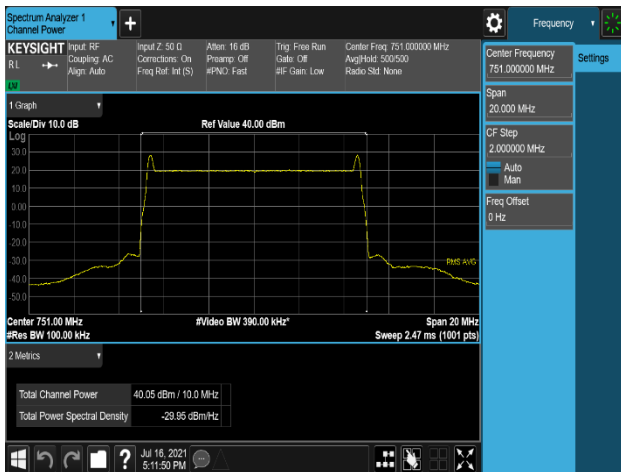 Spectrum Analyzer 1
Channel Power
+
Frequency
KEYSIGHT
RL
LXI
Input: RF
Coupling: AC
Align: Auto
Input Z: 50 Ω
Corrections: On
Freq Ref: Int (S)
Atten: 16 dB
Preamp: Off
#PNO: Fast
Trig: Free Run
Gate: Off
#IF Gain: Low
Center Freq: 751.000000 MHz
Avg|Hold: 500/500
Radio Std: None
Center Frequency
751.000000 MHz
Settings
Span
20.000 MHz
CF Step
2.000000 MHz
Auto
Man
Freq Offset
0 Hz
1 Graph
Scale/Div 10.0 dB
Ref Value 40.00 dBm
Log
30.0
20.0
10.0
0.00
-10.0
-20.0
-30.0
-40.0
-50.0
RMS AVG
Center 751.00 MHz
#Video BW 390.00 kHz*
Span 20 MHz
#Res BW 100.00 kHz
Sweep 2.47 ms (1001 pts)
2 Metrics
Total Channel Power 40.05 dBm / 10.0 MHz
Total Power Spectral Density -29.95 dBm/Hz
?
Jul 16, 2021
5:11:50 PM